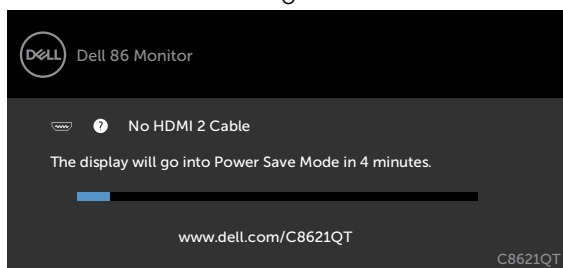 DELL Dell 86 Monitor
? No HDMI 2 Cable
The display will go into Power Save Mode in 4 minutes.
www.dell.com/C8621QT
C8621QT